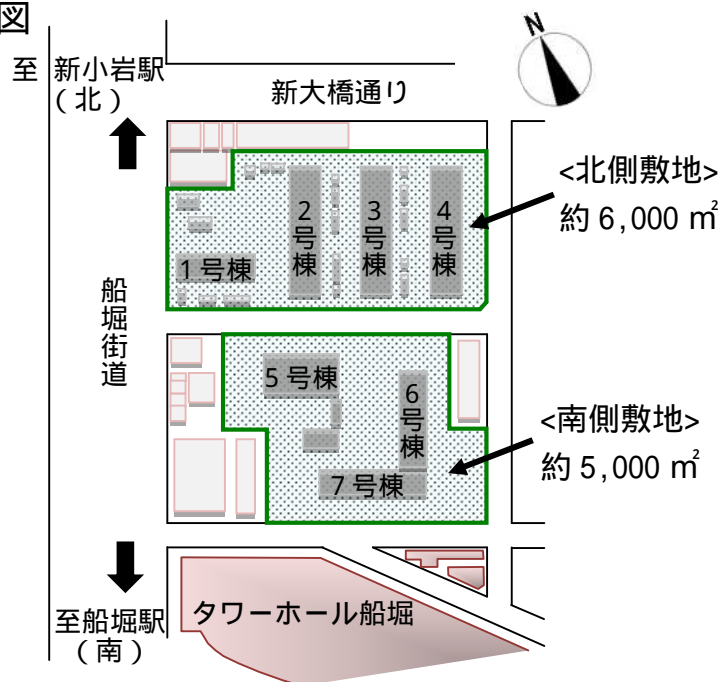 図
至 新小岩駅
（北）
新大橋通り
N
<北側敷地>
約 6,000 ㎡
2号棟
3号棟
4号棟
1号棟
船堀街道
5号棟
6号棟
7号棟
<南側敷地>
約 5,000 ㎡
至船堀駅
（南）
タワーホール船堀